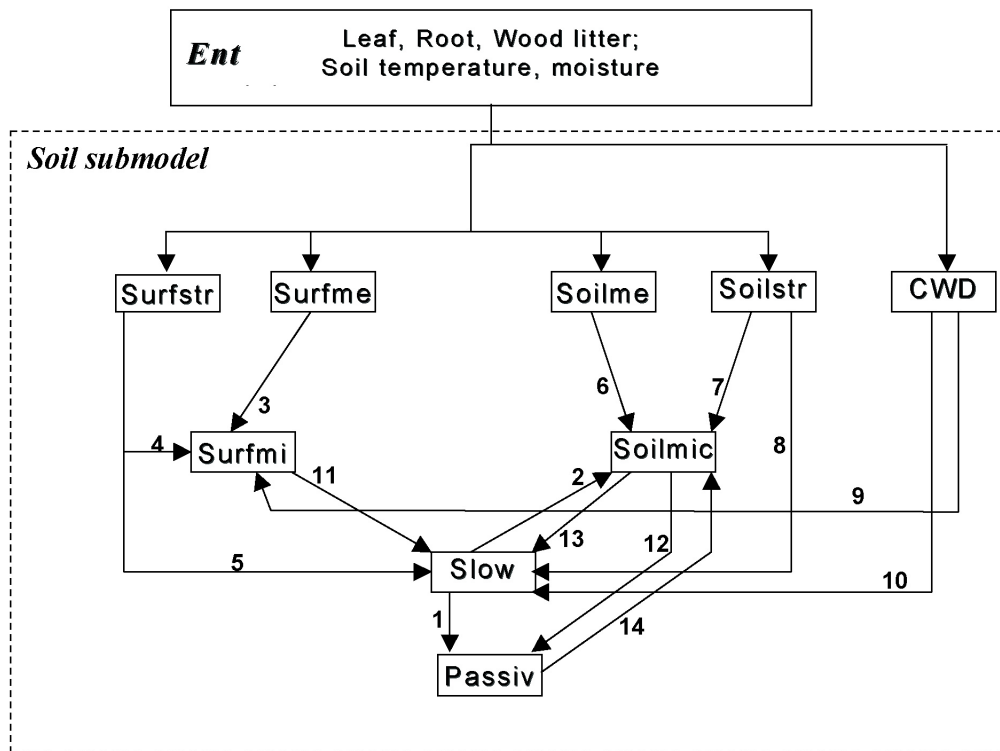 Ent
Leaf, Root, Wood litter;
Soil temperature, moisture
Soil submodel
Surfstr
Surfme
Soilme
Soilstr
CWD
6
7
3
4
Surfmi
Soilmic
8
11
2
9
13
12
5
Slow
10
1
14
Passiv